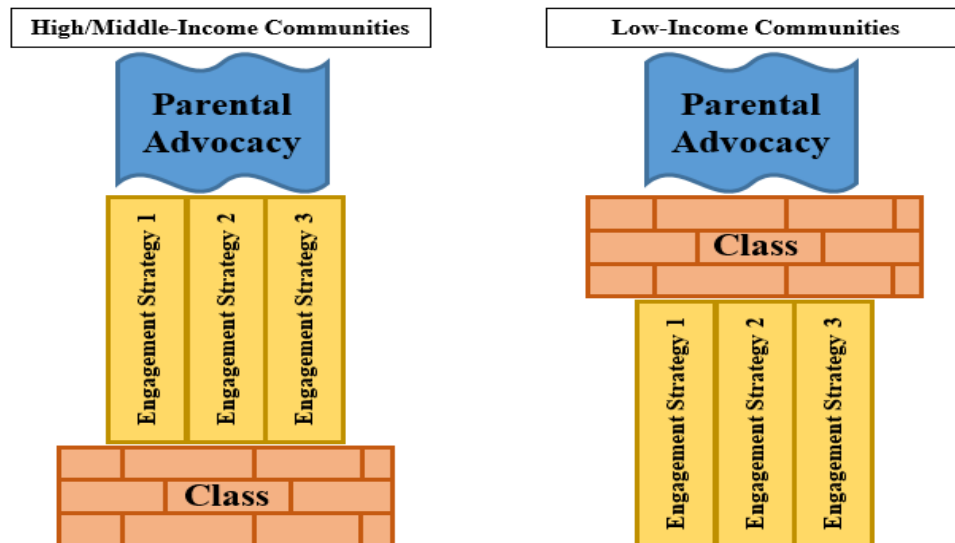 High/Middle-Income Communities
Parental
Advocacy
Engagement Strategy 1
Engagement Strategy 2
Engagement Strategy 3
Class
Low-Income Communities
Parental
Advocacy
Class
Engagement Strategy 1
Engagement Strategy 2
Engagement Strategy 3